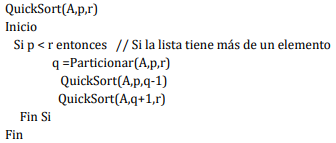 QuickSort(A,p,r)
Inicio
Si p < r entonces // Si la lista tiene más de un elemento
q =Particionar(A,p,r)
QuickSort(A,p,q-1)
QuickSort(A,q+1,r)
Fin Si
Fin